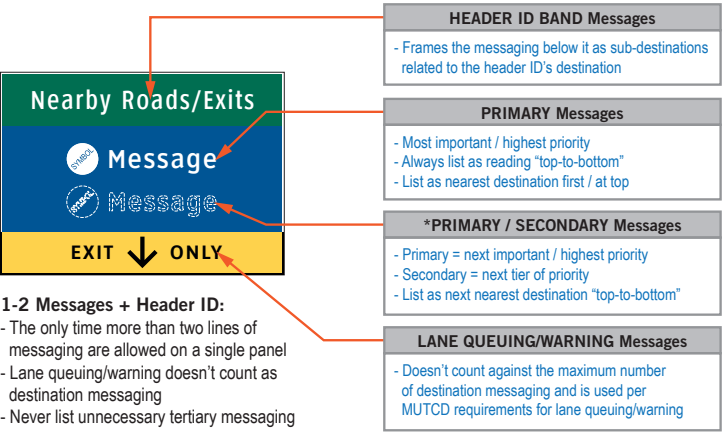 HEADER ID BAND Messages
- Frames the messaging below it as sub-destinations
related to the header ID's destination
Nearby Roads/Exits
SYMBOL
Message
SYMBOL
Message
EXIT ONLY
PRIMARY Messages
- Most important / highest priority
- Always list as reading “top-to-bottom”
- List as nearest destination first / at top
*PRIMARY / SECONDARY Messages
- Primary = next important / highest priority
- Secondary = next tier of priority
- List as next nearest destination “top-to-bottom”
LANE QUEUING/WARNING Messages
- Doesn't count against the maximum number
of destination messaging and is used per
MUTCD requirements for lane queuing/warning
1-2 Messages + Header ID:
- The only time more than two lines of
messaging are allowed on a single panel
- Lane queuing/warning doesn't count as
destination messaging
- Never list unnecessary tertiary messaging